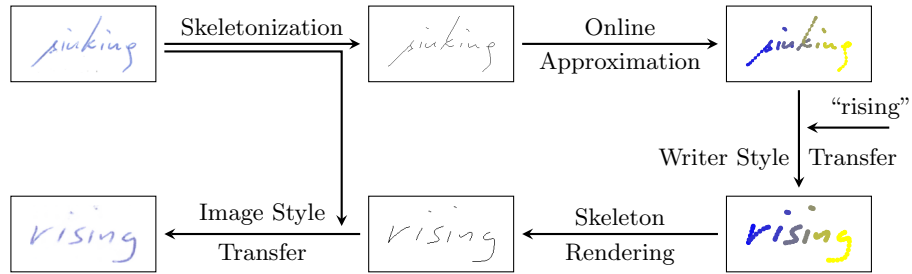 sinking Skeletonization sinking Online Approximation sinking
“rising”
Writer Style Transfer
rising Image Style Transfer rising Skeleton Rendering rising